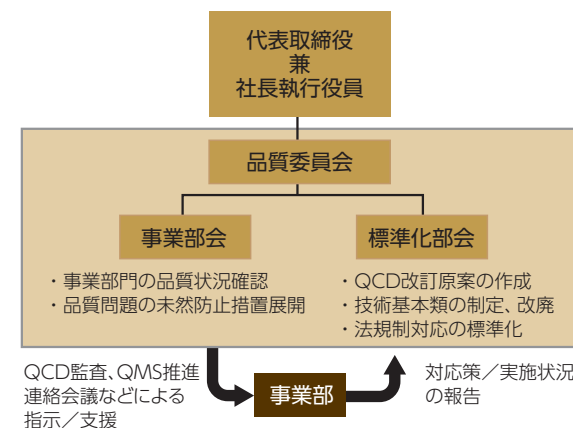 代表取締役
兼
社長執行役員
品質委員会
事業部会
標準化部会
・事業部門の品質状況確認
・品質問題の未然防止措置展開
・QCD改訂原案の作成
・技術基本類の制定、改廃
・法規制対応の標準化
QCD監査、QMS推進
連絡会議などによる
指示／支援
事業部
対応策／実施状況
の報告